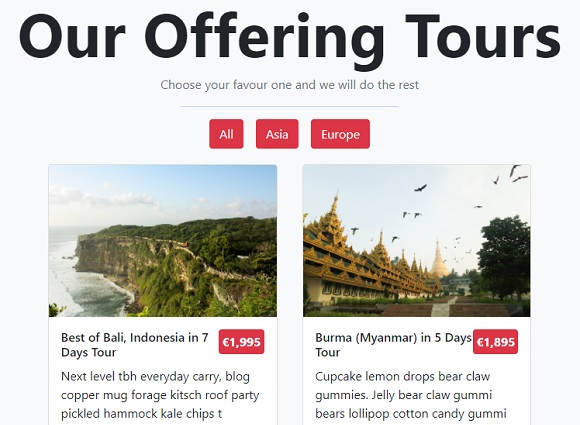 Our Offering Tours
Choose your favour one and we will do the rest
All
Asia
Europe
Best of Bali, Indonesia in 7
Days Tour
€1,995
Next level tbh everyday carry, blog
copper mug forage kitsch roof party
pickled hammock kale chips t
Burma (Myanmar) in 5 Days
Tour
€1,895
Cupcake lemon drops bear claw
gummies. Jelly bear claw gummi
bears lollipop cotton candy gummi